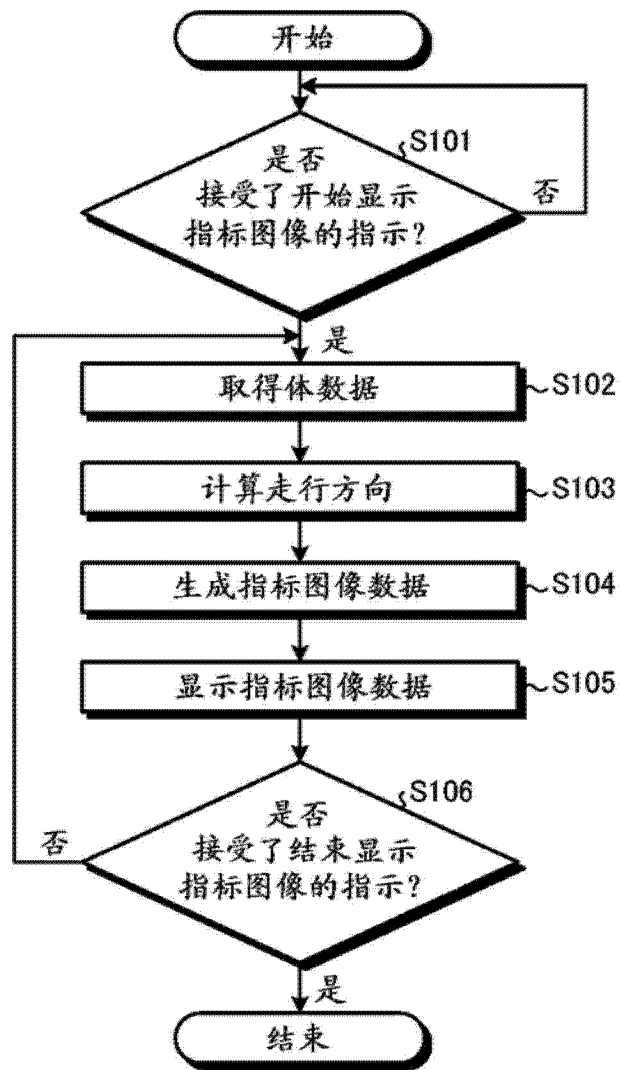 开始
S101
是否
接受了开始显示
指标图像的指示?
否
是
取得体数据
S102
计算走行方向
S103
生成指标图像数据
S104
显示指标图像数据
S105
S106
是否
接受了结束显示
指标图像的指示?
否
是
结束